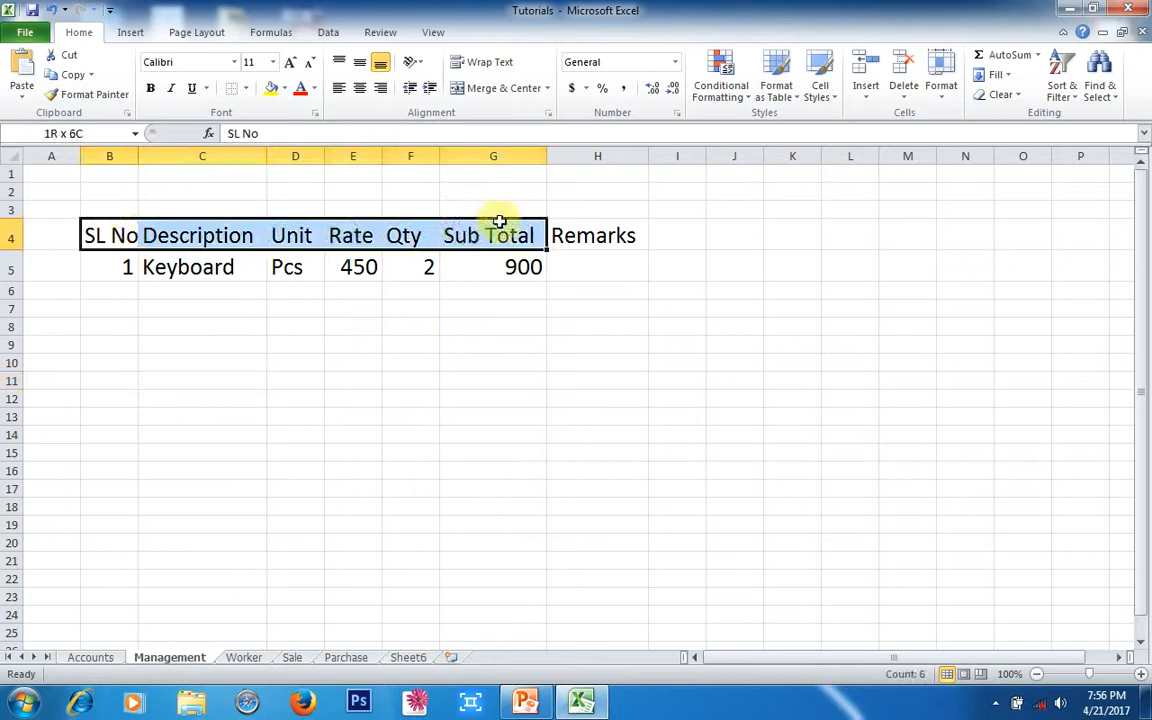 Tutorials - Microsoft Excel
File Home Insert Page Layout Formulas Data Review View
Cut
Copy
Format Painter
Paste
Clipboard
Calibri 11
B I U A
Font
Wrap Text
Merge & Center
Alignment
General
$ % ,
Number
Conditional Formatting
Format as Table
Cell Styles
Styles
Insert Delete Format
Cells
Σ AutoSum
Fill
Clear
Sort & Filter
Find & Select
Editing
1R x 6C fx SL No
A B C D E F G H I J K L M N O P
1
2
3
4 SL No Description Unit Rate Qty Sub Total Remarks
5 1 Keyboard Pcs 450 2 900
6
7
8
9
10
11
12
13
14
15
16
17
18
19
20
21
22
23
24
25
Accounts Management Worker Sale Parchase Sheet6
Ready Count: 6 100%
Ps
7:56 PM
4/21/2017